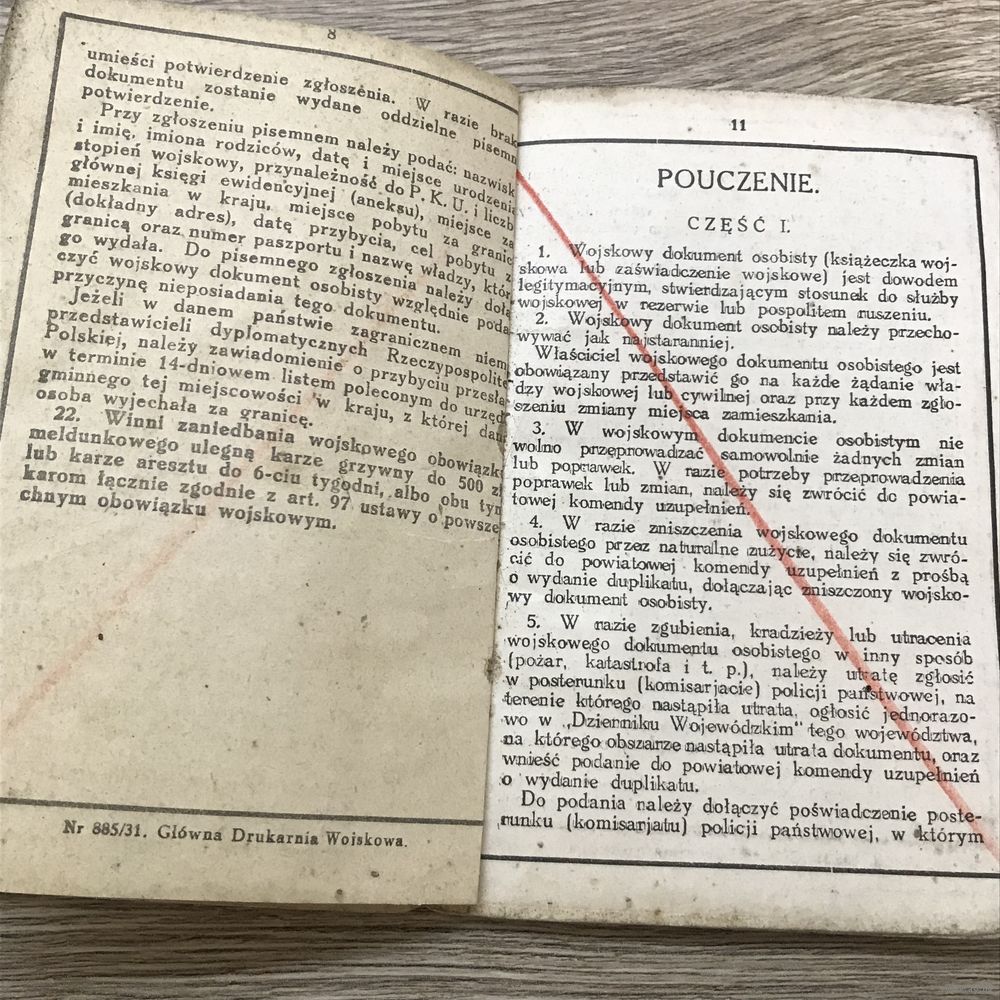 8
umieści potwierdzenie zgłoszenia. W razie brak
dokumentu zostanie wydane oddzielne pisemn
potwierdzenie.
Przy zgłoszeniu pisemnem należy podać: nazwisk
i imię, imiona rodziców, datę i miejsce urodzenia
stopień wojskowy, przynależność do P. K. U. i liczb
głównej księgi ewidencyjnej (aneksu), miejsce za
mieszkania w kraju, miejsce pobytu za granic
(dokładny adres), datę przybycia, cel pobytu z
granicą oraz numer paszportu i nazwę władzy, któr
go wydała. Do pisemnego zgłoszenia należy dołą
czyć wojskowy dokument osobisty względnie poda
przyczynę nieposiadania tego dokumentu.
Jeżeli w danem państwie zagranicznem niem
przedstawicieli dyplomatycznych Rzeczypospolite
Polskiej, należy zawiadomienie o przybyciu przesła
w terminie 14-dniowem listem poleconym do urzęd
gminnego tej miejscowości w kraju, z której dan
osoba wyjechała za granicę.
22. Winni zaniedbania wojskowego obowiązk
meldunkowego ulegną karze grzywny do 500 zł
lub karze aresztu do 6-ciu tygodni, albo obu tym
karom łącznie zgodnie z art. 97 ustawy o powsze
chnym obowiązku wojskowym.
Nr 885/31. Główna Drukarnia Wojskowa.
11
POUCZENIE.
CZĘŚĆ I.
1. Wojskowy dokument osobisty (książeczka woj-
skowa lub zaświadczenie wojskowe) jest dowodem
legitymacyjnym, stwierdzającym stosunek do służby
wojskowej w rezerwie lub pospolitem ruszeniu.
2. Wojskowy dokument osobisty należy przecho-
wywać jak najstaranniej.
Właściciel wojskowego dokumentu osobistego jest
obowiązany przedstawić go na każde żądanie wła-
dzy wojskowej lub cywilnej oraz przy każdem zgło-
szeniu zmiany miejsca zamieszkania.
3. W wojskowym dokumencie osobistym nie
wolno przeprowadzać samowolnie żadnych zmian
lub poprawek. W razie potrzeby przeprowadzenia
poprawek lub zmian, należy się zwrócić do powia-
towej komendy uzupełnień.
4. W razie zniszczenia wojskowego dokumentu
osobistego przez naturalne zużycie, należy się zwró-
cić do powiatowej komendy uzupełnień z prośbą
o wydanie duplikatu, dołączając zniszczony wojsko-
wy dokument osobisty.
5. W razie zgubienia, kradzieży lub utracenia
wojskowego dokumentu osobistego w inny sposób
(pożar, katastrofa i t. p.), należy utratę zgłosić
w posterunku (komisarjacie) policji państwowej, na
terenie którego nastąpiła utrata, ogłosić jednorazo-
wo w „Dzienniku Wojewódzkim" tego województwa,
na którego obszarze nastąpiła utrata dokumentu, oraz
wnieść podanie do powiatowej komendy uzupełnień
o wydanie duplikatu.
Do podania należy dołączyć poświadczenie poste-
runku (komisarjatu) policji państwowej, w którym